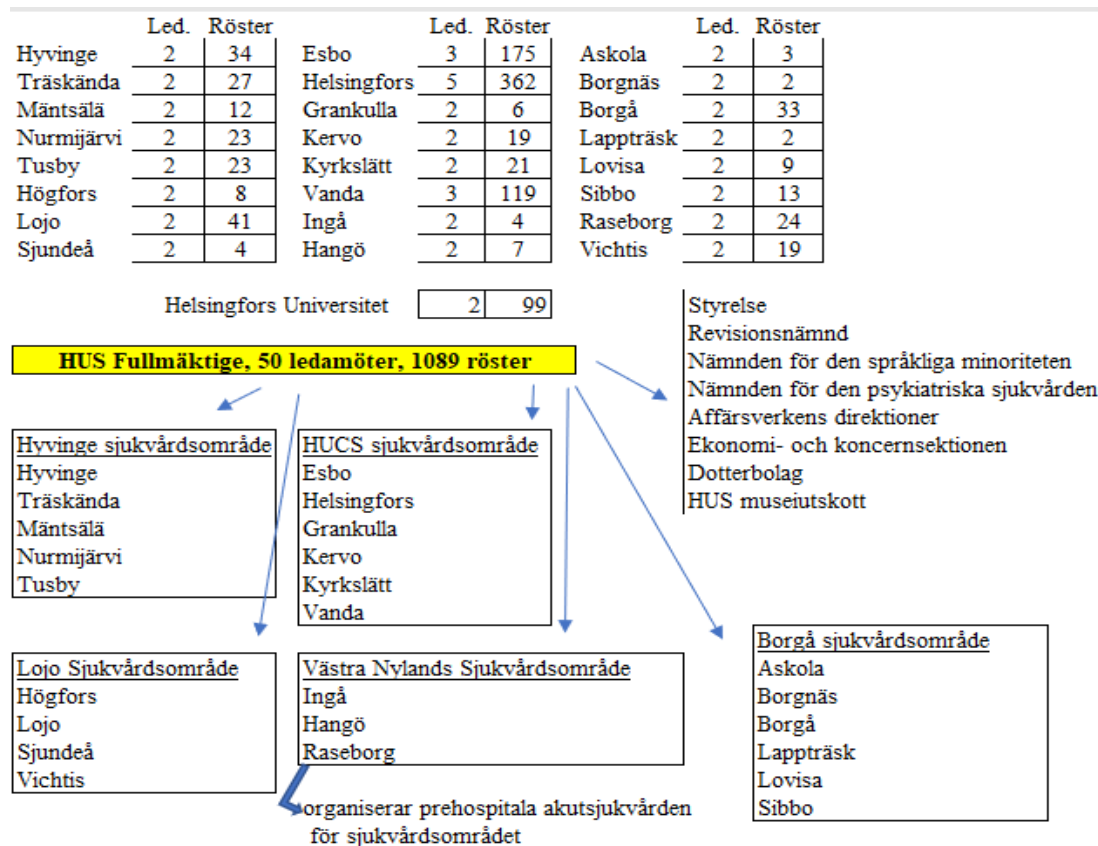 Led. Röster Led. Röster Led. Röster
Hyvinge 2 34 Esbo 3 175 Askola 2 3
Träskända 2 27 Helsingfors 5 362 Borgnäs 2 2
Mäntsälä 2 12 Grankulla 2 6 Borgå 2 33
Nurmijärvi 2 23 Kervo 2 19 Lappträsk 2 2
Tusby 2 23 Kyrkslätt 2 21 Lovisa 2 9
Högfors 2 8 Vanda 3 119 Sibbo 2 13
Lojo 2 41 Ingå 2 4 Raseborg 2 24
Sjundeå 2 4 Hangö 2 7 Vichtis 2 19
Helsingfors Universitet 2 99
HUS Fullmäktige, 50 ledamöter, 1089 röster
Styrelse
Revisionsnämnd
Nämnden för den språkliga minoriteten
Nämnden för den psykiatriska sjukvården
Affärsverkens direktioner
Ekonomi- och koncernsektionen
Dotterbolag
HUS museiutskott
Hyvinge sjukvårdsområde
Hyvinge
Träskända
Mäntsälä
Nurmijärvi
Tusby
HUCS sjukvårdsområde
Esbo
Helsingfors
Grankulla
Kervo
Kyrkslätt
Vanda
Lojo Sjukvårdsområde
Högfors
Lojo
Sjundeå
Vichtis
Västra Nylands Sjukvårdsområde
Ingå
Hangö
Raseborg
organiserar prehospitala akutsjukvården
för sjukvårdsområdet
Borgå sjukvårdsområde
Askola
Borgnäs
Borgå
Lappträsk
Lovisa
Sibbo